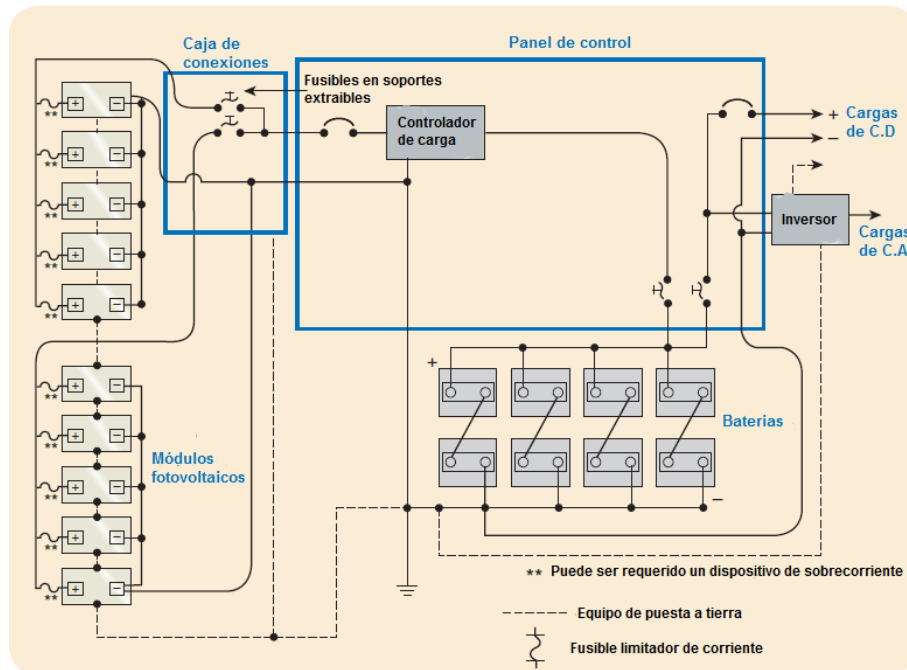 Caja de
conexiones
Panel de control
Fusibles en soportes
extraibles
Controlador
de carga
+ Cargas
de C.D
−
Inversor
Cargas
de C.A
+ −
**
+ −
**
+ −
**
+ −
**
+ −
**
+ −
**
+ −
**
+ −
**
+ −
**
+ −
**
Módulos
fotovoltaicos
+
Baterias
−
** Puede ser requerido un dispositivo de sobrecorriente
Equipo de puesta a tierra
Fusible limitador de corriente